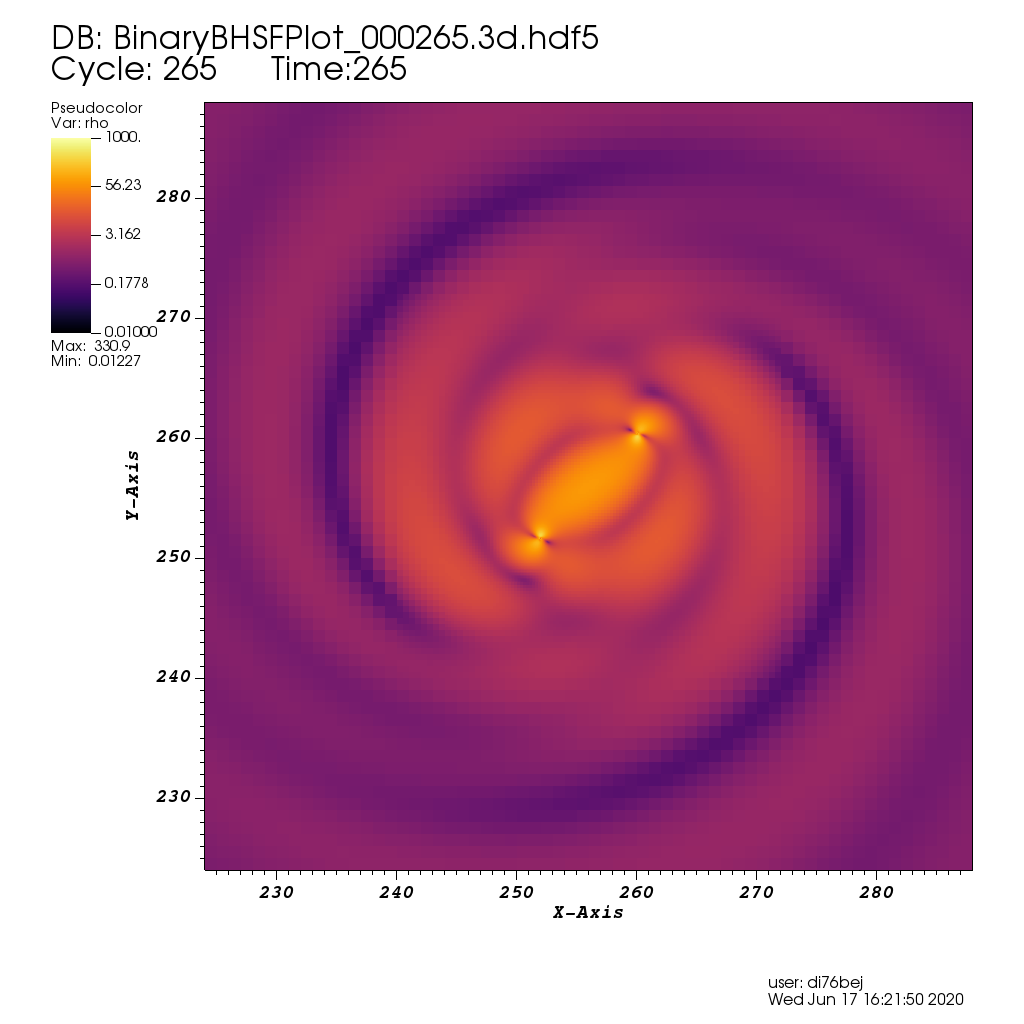 DB: BinaryBHSFPlot_000265.3d.hdf5
Cycle: 265 Time:265
Pseudocolor
Var: rho
1000.
56.23
3.162
0.1778
0.01000
Max: 330.9
Min: 0.01227
280
270
260
250
240
230
Y-Axis
230 240 250 260 270 280
X-Axis
user: di76bej
Wed Jun 17 16:21:50 2020